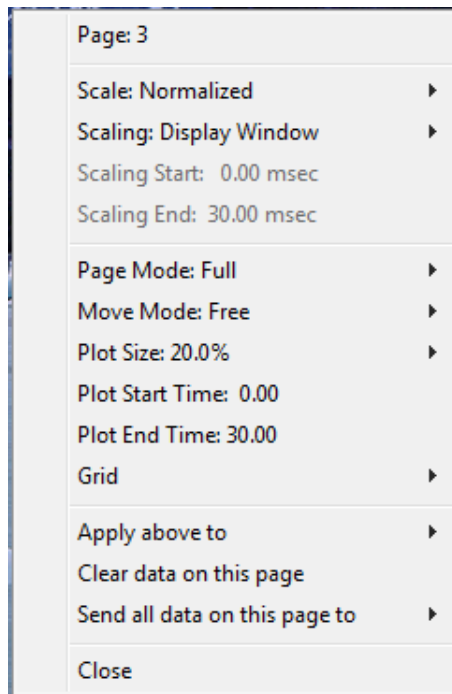 Page: 3
Scale: Normalized
Scaling: Display Window
Scaling Start:   0.00 msec
Scaling End:  30.00 msec
Page Mode: Full
Move Mode: Free
Plot Size: 20.0%
Plot Start Time:  0.00
Plot End Time: 30.00
Grid
Apply above to
Clear data on this page
Send all data on this page to
Close